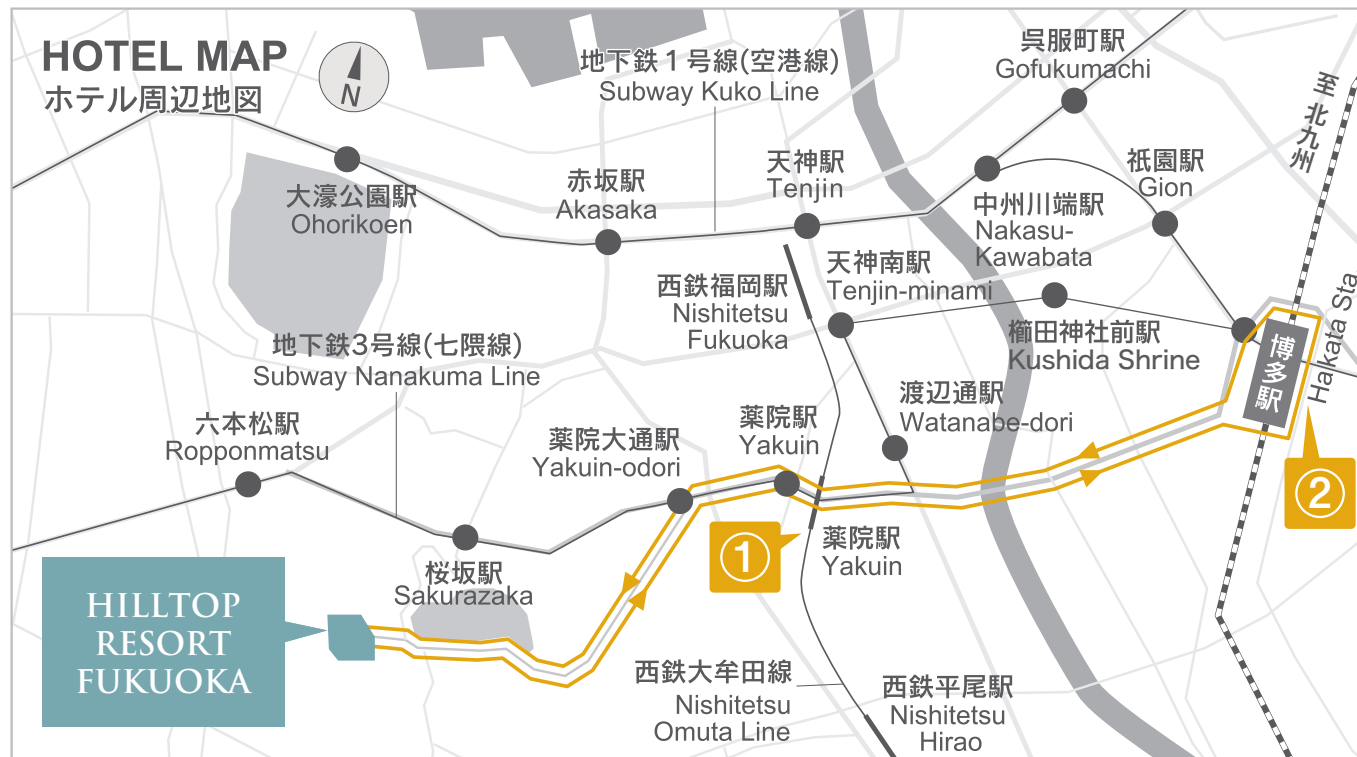 HOTEL MAP
ホテル周辺地図
N
地下鉄1号線(空港線)
Subway Kuko Line
呉服町駅
Gofukumachi
至 北九州
大濠公園駅
Ohorikoen
赤坂駅
Akasaka
天神駅
Tenjin
中州川端駅
Nakasu-
Kawabata
祇園駅
Gion
西鉄福岡駅
Nishitetsu
Fukuoka
天神南駅
Tenjin-minami
櫛田神社前駅
Kushida Shrine
博多駅
Hakata Sta
地下鉄3号線(七隈線)
Subway Nanakuma Line
六本松駅
Ropponmatsu
薬院大通駅
Yakuin-odori
薬院駅
Yakuin
渡辺通駅
Watanabe-dori
②
①
薬院駅
Yakuin
桜坂駅
Sakurazaka
HILLTOP
RESORT
FUKUOKA
西鉄大牟田線
Nishitetsu
Omuta Line
西鉄平尾駅
Nishitetsu
Hirao